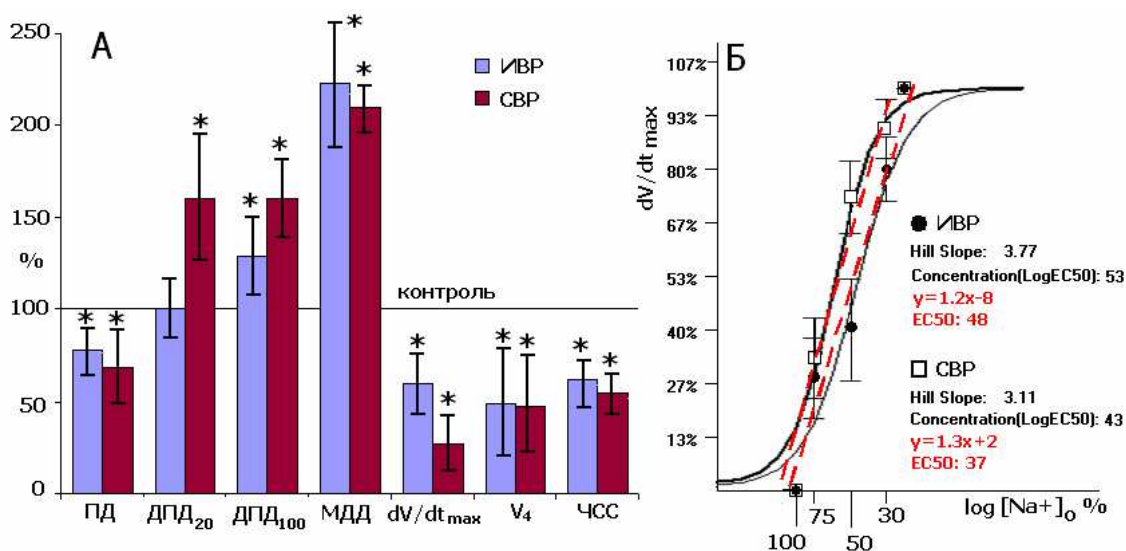 А
250
200
150
%
100
50
0
* * * * * * * * * * * * *
ИВР
СВР
контроль
ПД ДПД20 ДПД100 МДД dV/dtmax V4 ЧСС
Б
dV/dtmax
107%
93%
80%
67%
53%
40%
27%
13%
ИВР
Hill Slope: 3.77
Concentration(LogEC50): 53
y=1.2x-8
EC50: 48
СВР
Hill Slope: 3.11
Concentration(LogEC50): 43
y=1.3x+2
EC50: 37
100 75 50 30
log [Na+]o %